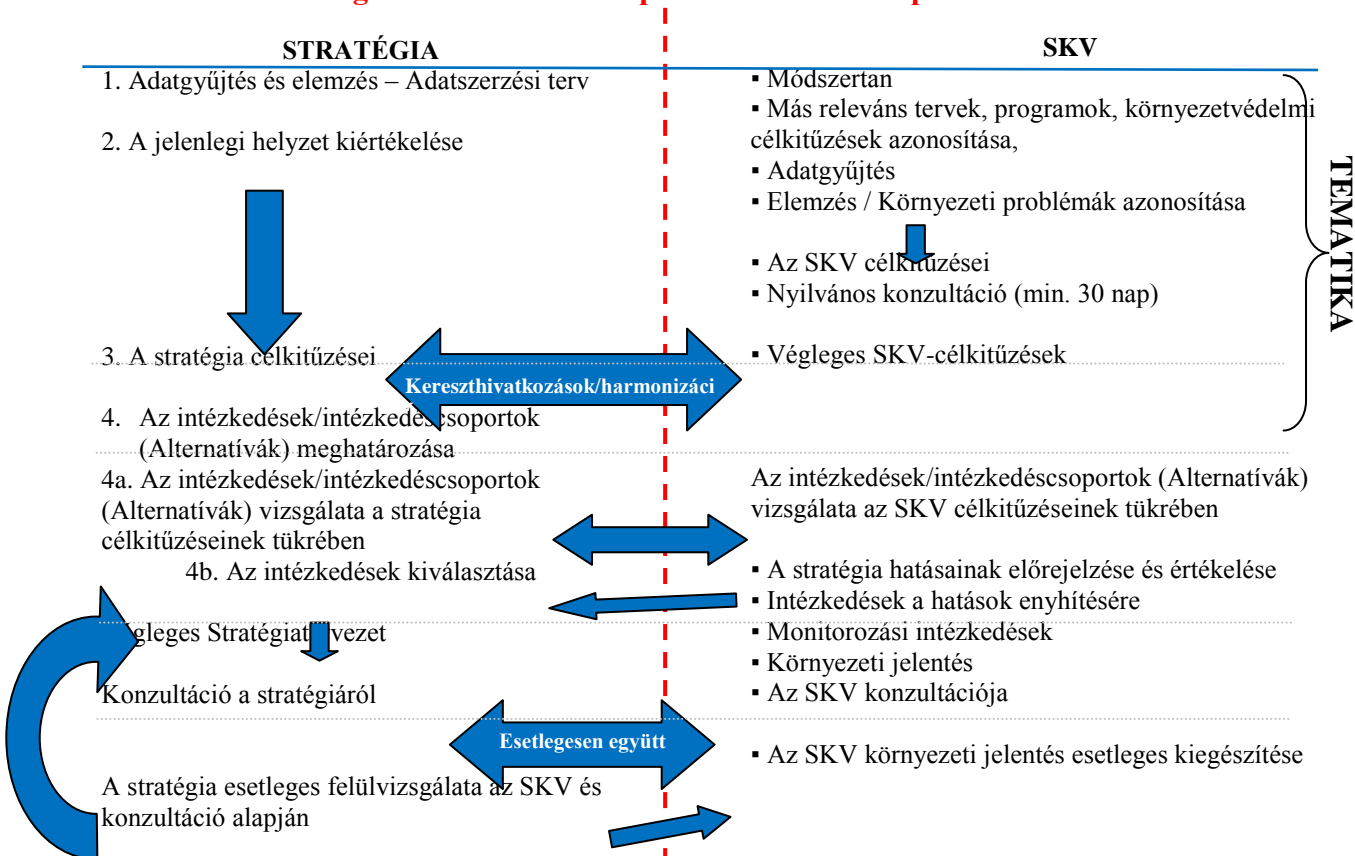 STRATÉGIA
1. Adatgyűjtés és elemzés – Adatszerzési terv
2. A jelenlegi helyzet kiértékelése
3. A stratégia célkitűzései
4. Az intézkedések/intézkedéscsoportok
(Alternatívák) meghatározása
4a. Az intézkedések/intézkedéscsoportok
(Alternatívák) vizsgálata a stratégia
célkitűzéseinek tükrében
4b. Az intézkedések kiválasztása
Konzultáció a stratégiáról
A stratégia esetleges felülvizsgálata az SKV és
konzultáció alapján
Kereszthivatkozások/harmonizáci
Esetlegesen együtt
SKV
▪ Módszertan
▪ Más releváns tervek, programok, környezetvédelmi
célkitűzések azonosítása,
▪ Adatgyűjtés
▪ Elemzés / Környezeti problémák azonosítása
▪ Az SKV célkitűzései
▪ Nyilvános konzultáció (min. 30 nap)
▪ Végleges SKV-célkitűzések
Az intézkedések/intézkedéscsoportok (Alternatívák)
vizsgálata az SKV célkitűzéseinek tükrében
▪ A stratégia hatásainak előrejelzése és értékelése
▪ Intézkedések a hatások enyhítésére
▪ Monitorozási intézkedések
▪ Környezeti jelentés
▪ Az SKV konzultációja
▪ Az SKV környezeti jelentés esetleges kiegészítése
TEMATIKA